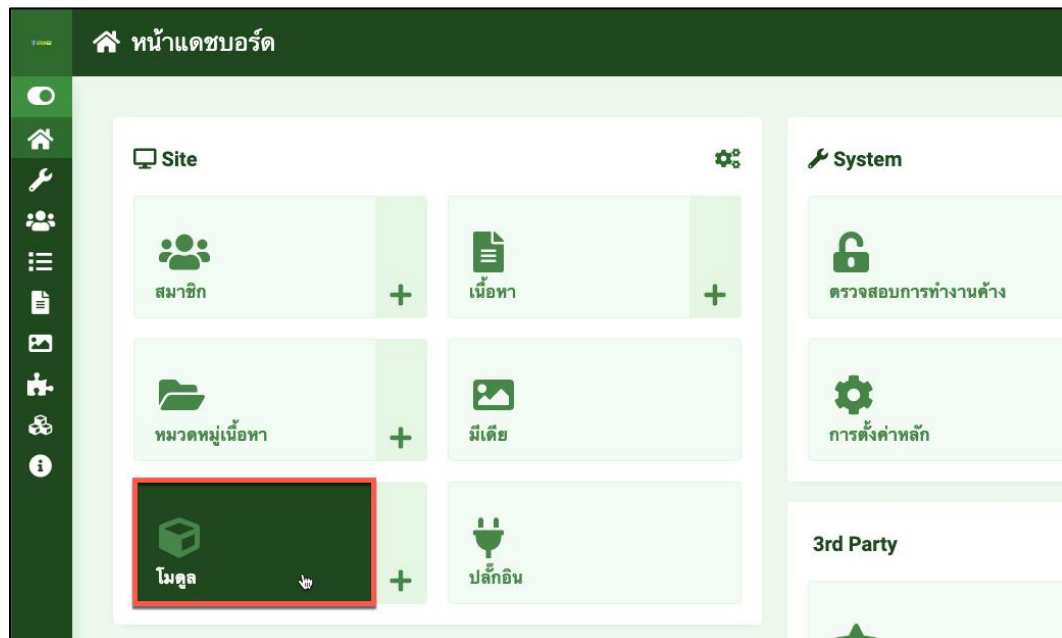 หน้าแดชบอร์ด
Site
System
สมาชิก
เนื้อหา
ตรวจสอบการทำงานค้าง
หมวดหมู่เนื้อหา
มีเดีย
การตั้งค่าหลัก
3rd Party
โมดูล
ปลั๊กอิน